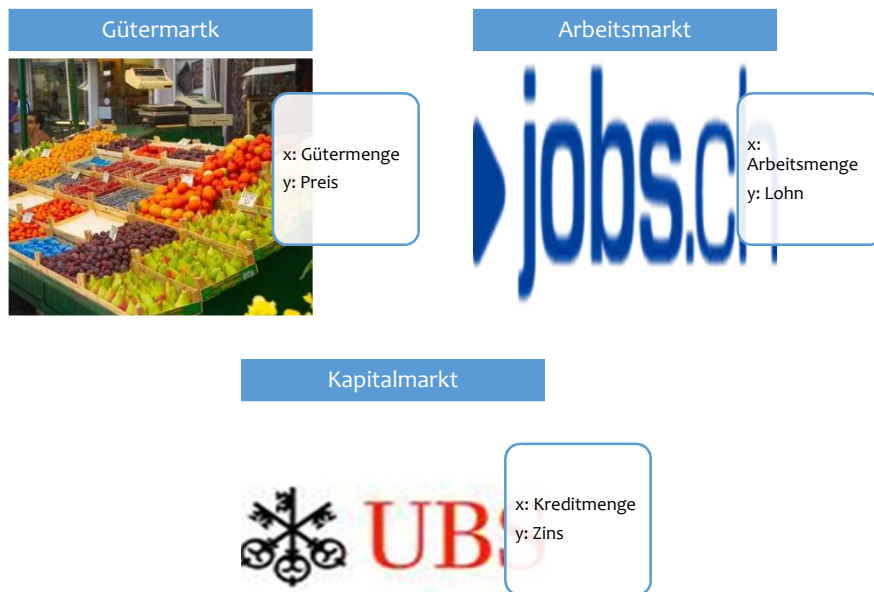 Gütermartk
Arbeitsmarkt
x: Gütermenge
y: Preis
jobs.ch
x:
Arbeitsmenge
y: Lohn
Kapitalmarkt
UBS
x: Kreditmenge
y: Zins